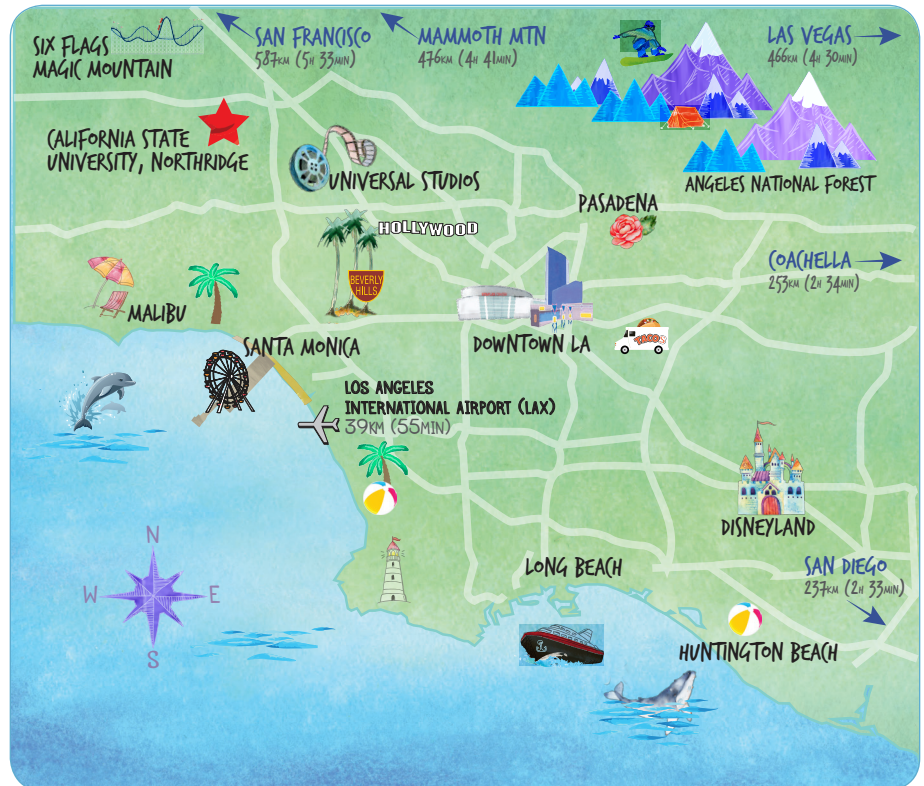 SIX FLAGS
MAGIC MOUNTAIN
SAN FRANCISCO
587KM (5H 33MIN)
MAMMOTH MTN
476KM (4H 41MIN)
LAS VEGAS
466KM (4H 30MIN)
CALIFORNIA STATE
UNIVERSITY, NORTHRIDGE
UNIVERSAL STUDIOS
ANGELES NATIONAL FOREST
PASADENA
HOLLYWOOD
BEVERLY
HILLS
COACHELLA
253KM (2H 34MIN)
MALIBU
SANTA MONICA
DOWNTOWN LA
TACO
LOS ANGELES
INTERNATIONAL AIRPORT (LAX)
39KM (55MIN)
DISNEYLAND
N
W
E
S
LONG BEACH
SAN DIEGO
237KM (2H 33MIN)
HUNTINGTON BEACH